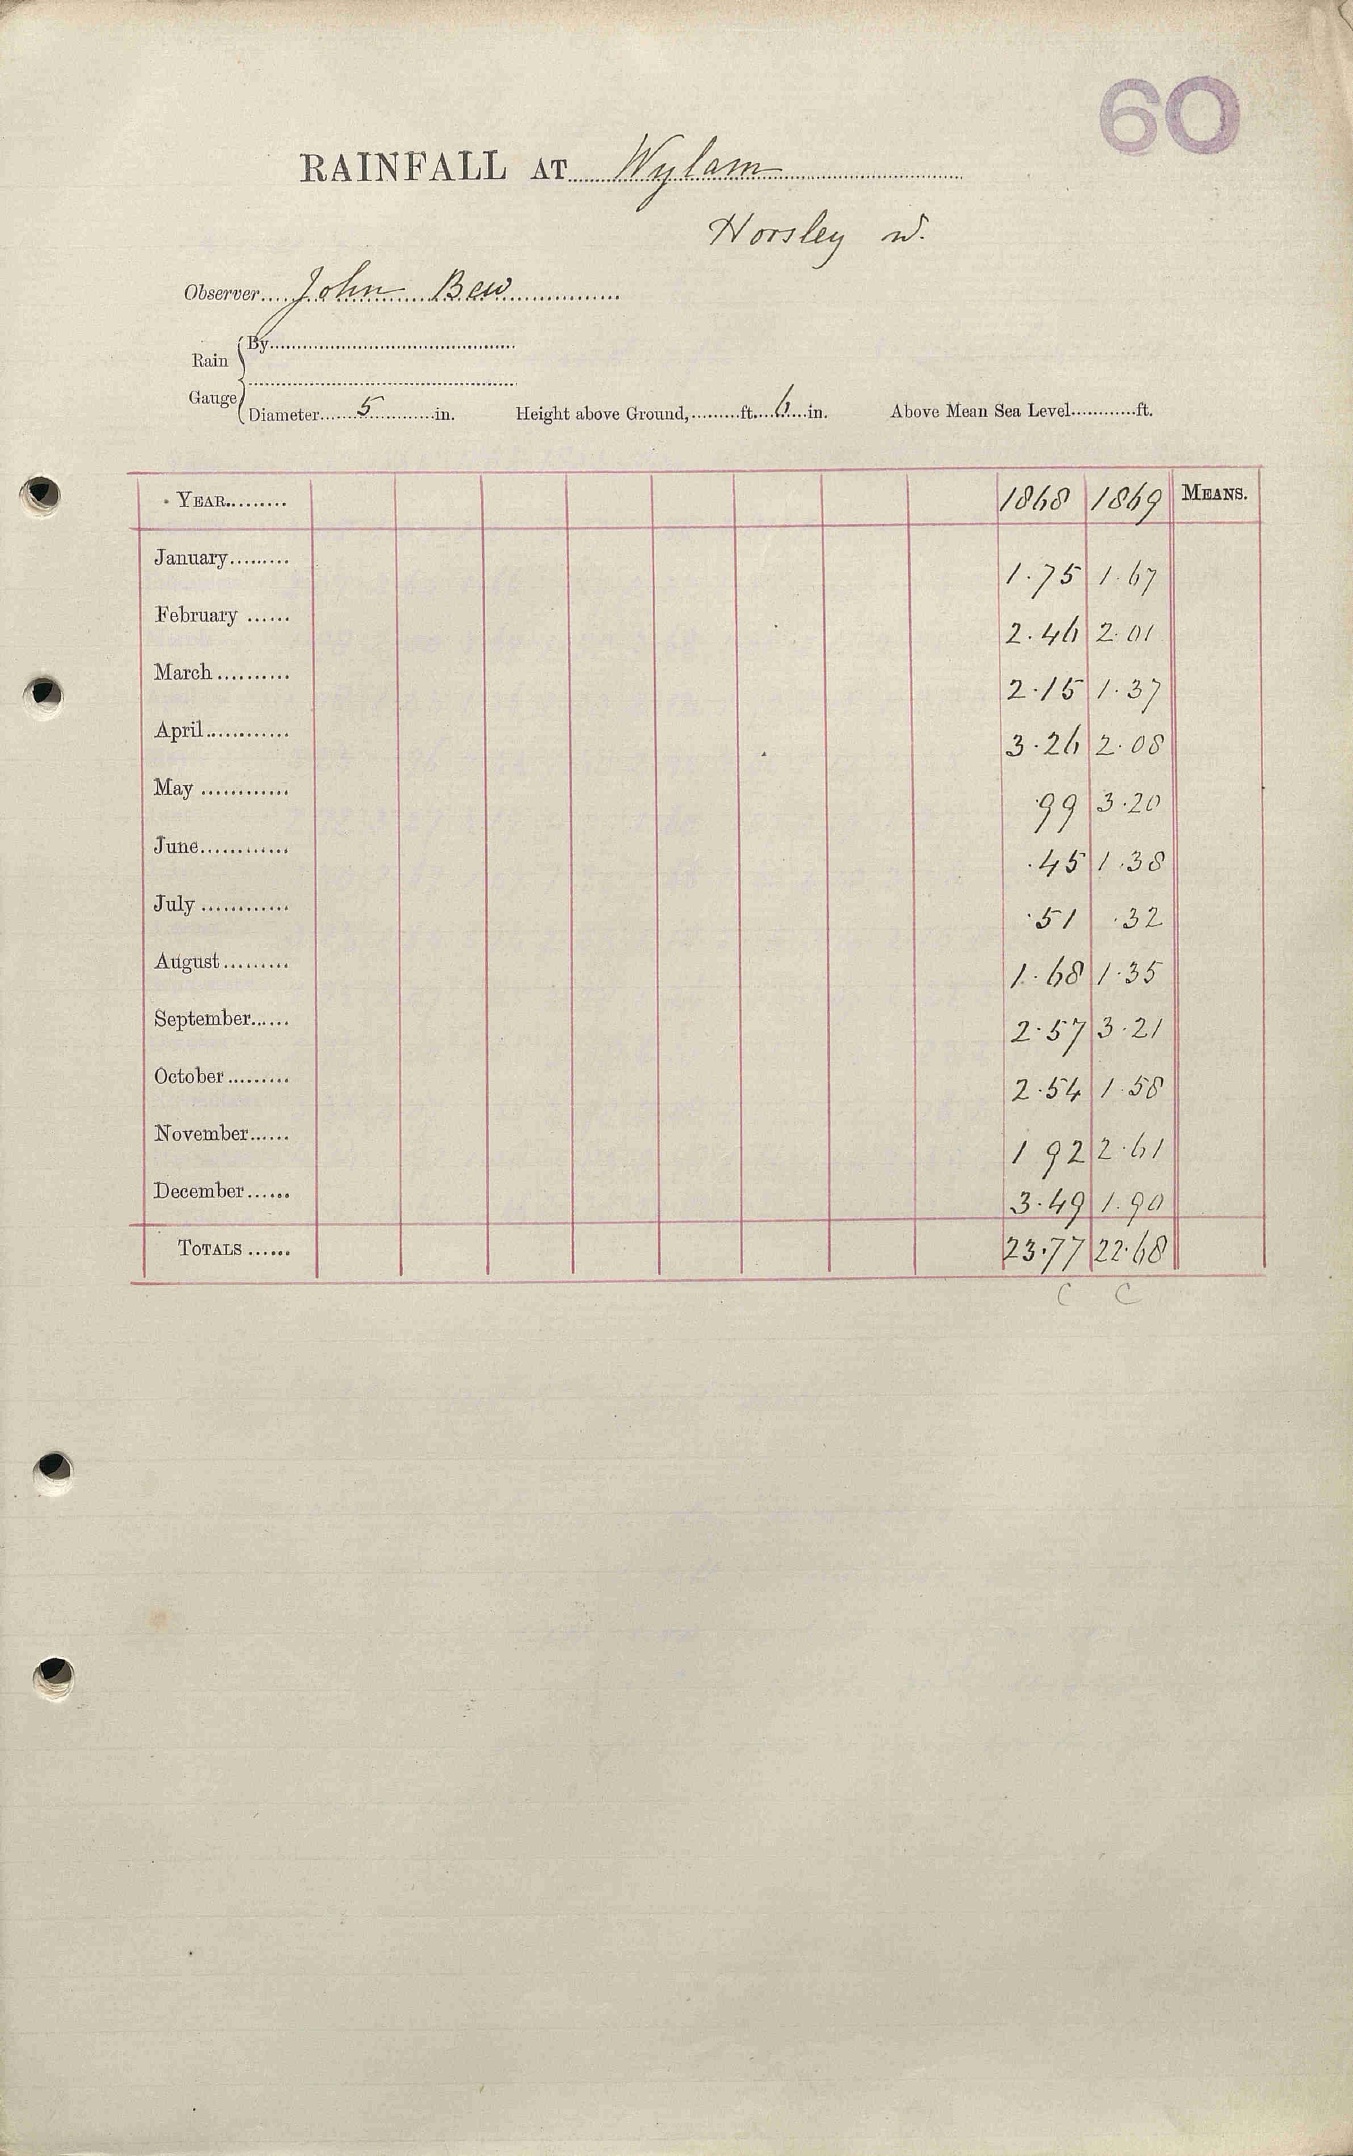 60
RAINFALL AT Wylam
Horsley W.
Observer John Bew
Rain Gauge
By
Diameter 5 in. Height above Ground, ft. 6 in. Above Mean Sea Level ft.
YEAR 1868 1869 MEANS.
January 1.75 1.67
February 2.46 2.01
March 2.15 1.37
April 3.26 2.08
May .99 3.20
June .45 1.38
July .51 .32
August 1.68 1.35
September 2.57 3.21
October 2.54 1.58
November 1 92 2.61
December 3.49 1.90
TOTALS 23.77 22.68
C C